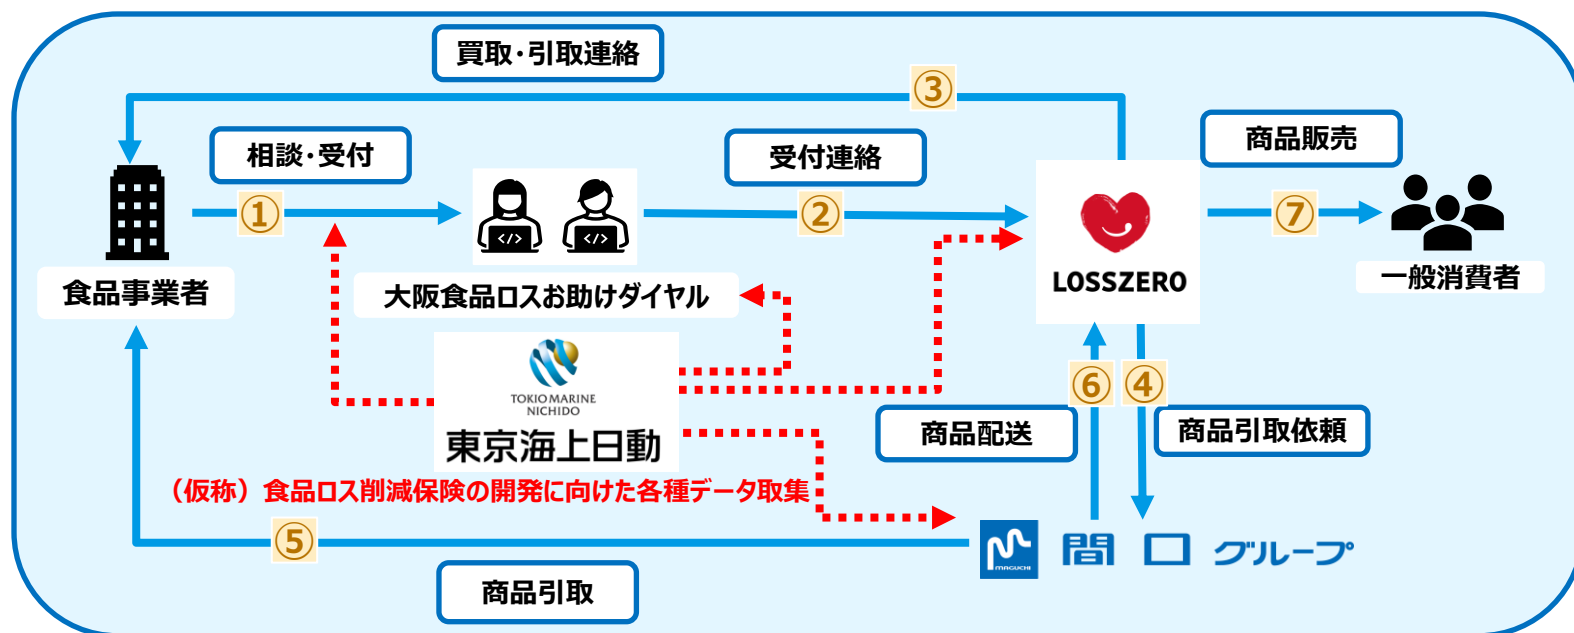 買取・引取連絡
③
相談・受付
受付連絡
商品販売
①
②
⑦
</>
</>
食品事業者
大阪食品ロスお助けダイヤル
LOSSZERO
一般消費者
TOKIO MARINE
NICHIDO
東京海上日動
⑥
④
商品配送
商品引取依頼
（仮称）食品ロス削減保険の開発に向けた各種データ取集
⑤
MAGUCHI
間口グループ
商品引取